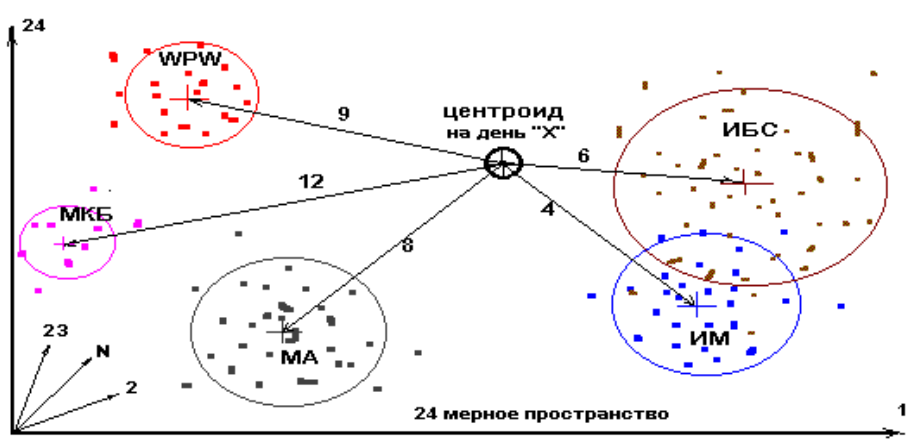 24
WPW
9
центроид
на день "X"
ИБС
6
12
МКБ
4
8
23
N
2
МА
ИМ
24 мерное пространство
1